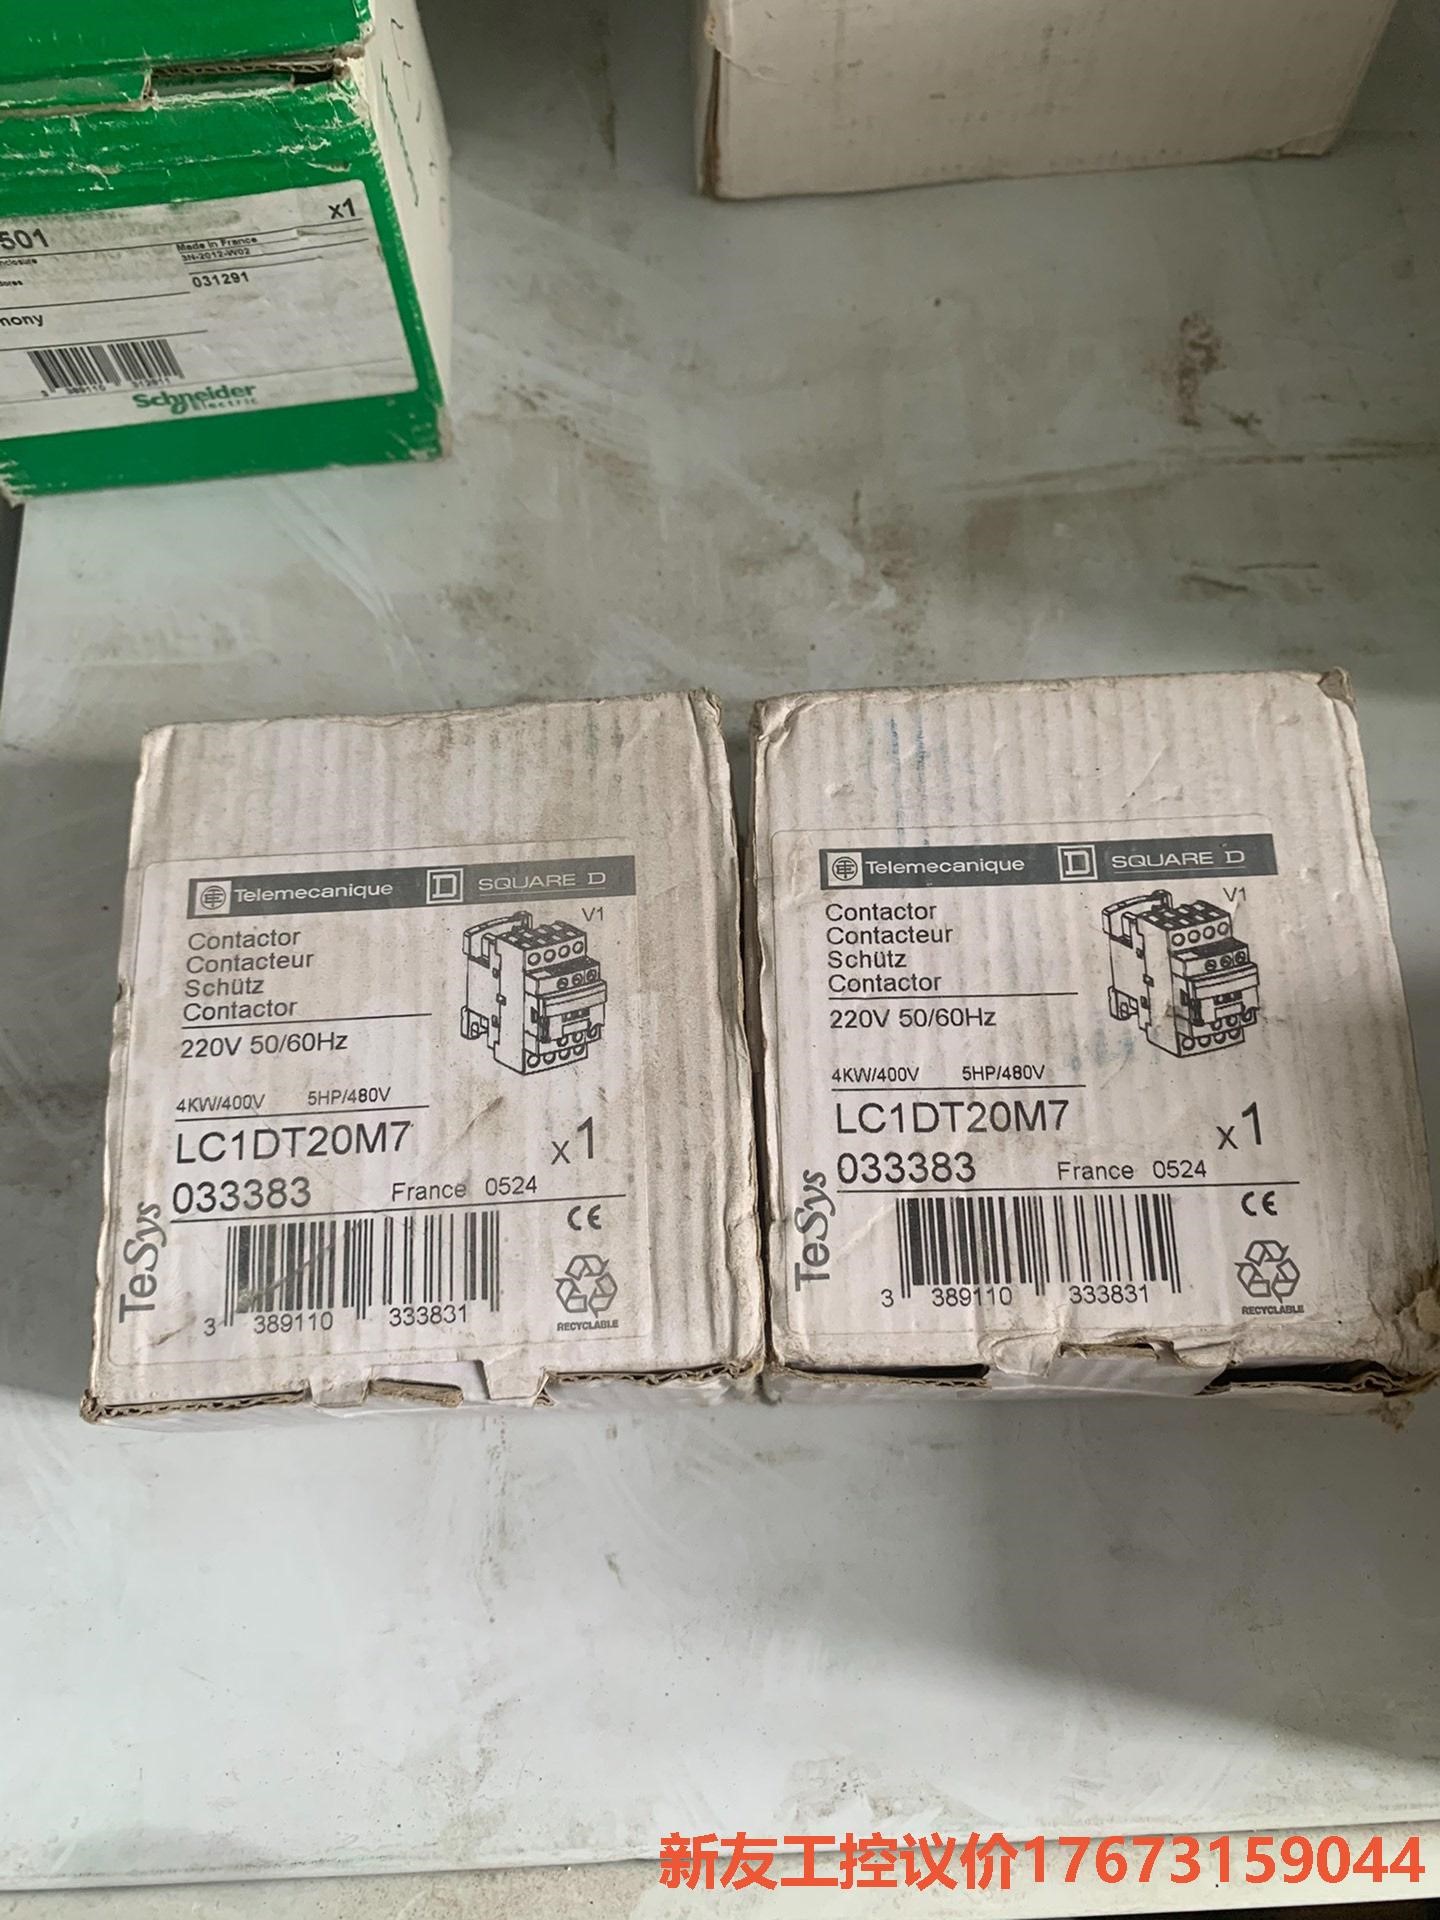 x1
501
Made in France
3N-2012-W02
031291
Schneider
Electric
Telemecanique SQUARE D
V1
Contactor
Contacteur
Schütz
Contactor
220V 50/60Hz
4KW/400V 5HP/480V
LC1DT20M7
x1
033383
France 0524
TeSys
CE
3 389110 333831
RECYCLABLE
Telemecanique SQUARE D
V1
Contactor
Contacteur
Schütz
Contactor
220V 50/60Hz
4KW/400V 5HP/480V
LC1DT20M7
x1
033383
France 0524
TeSys
CE
3 389110 333831
RECYCLABLE
新友工控议价17673159044